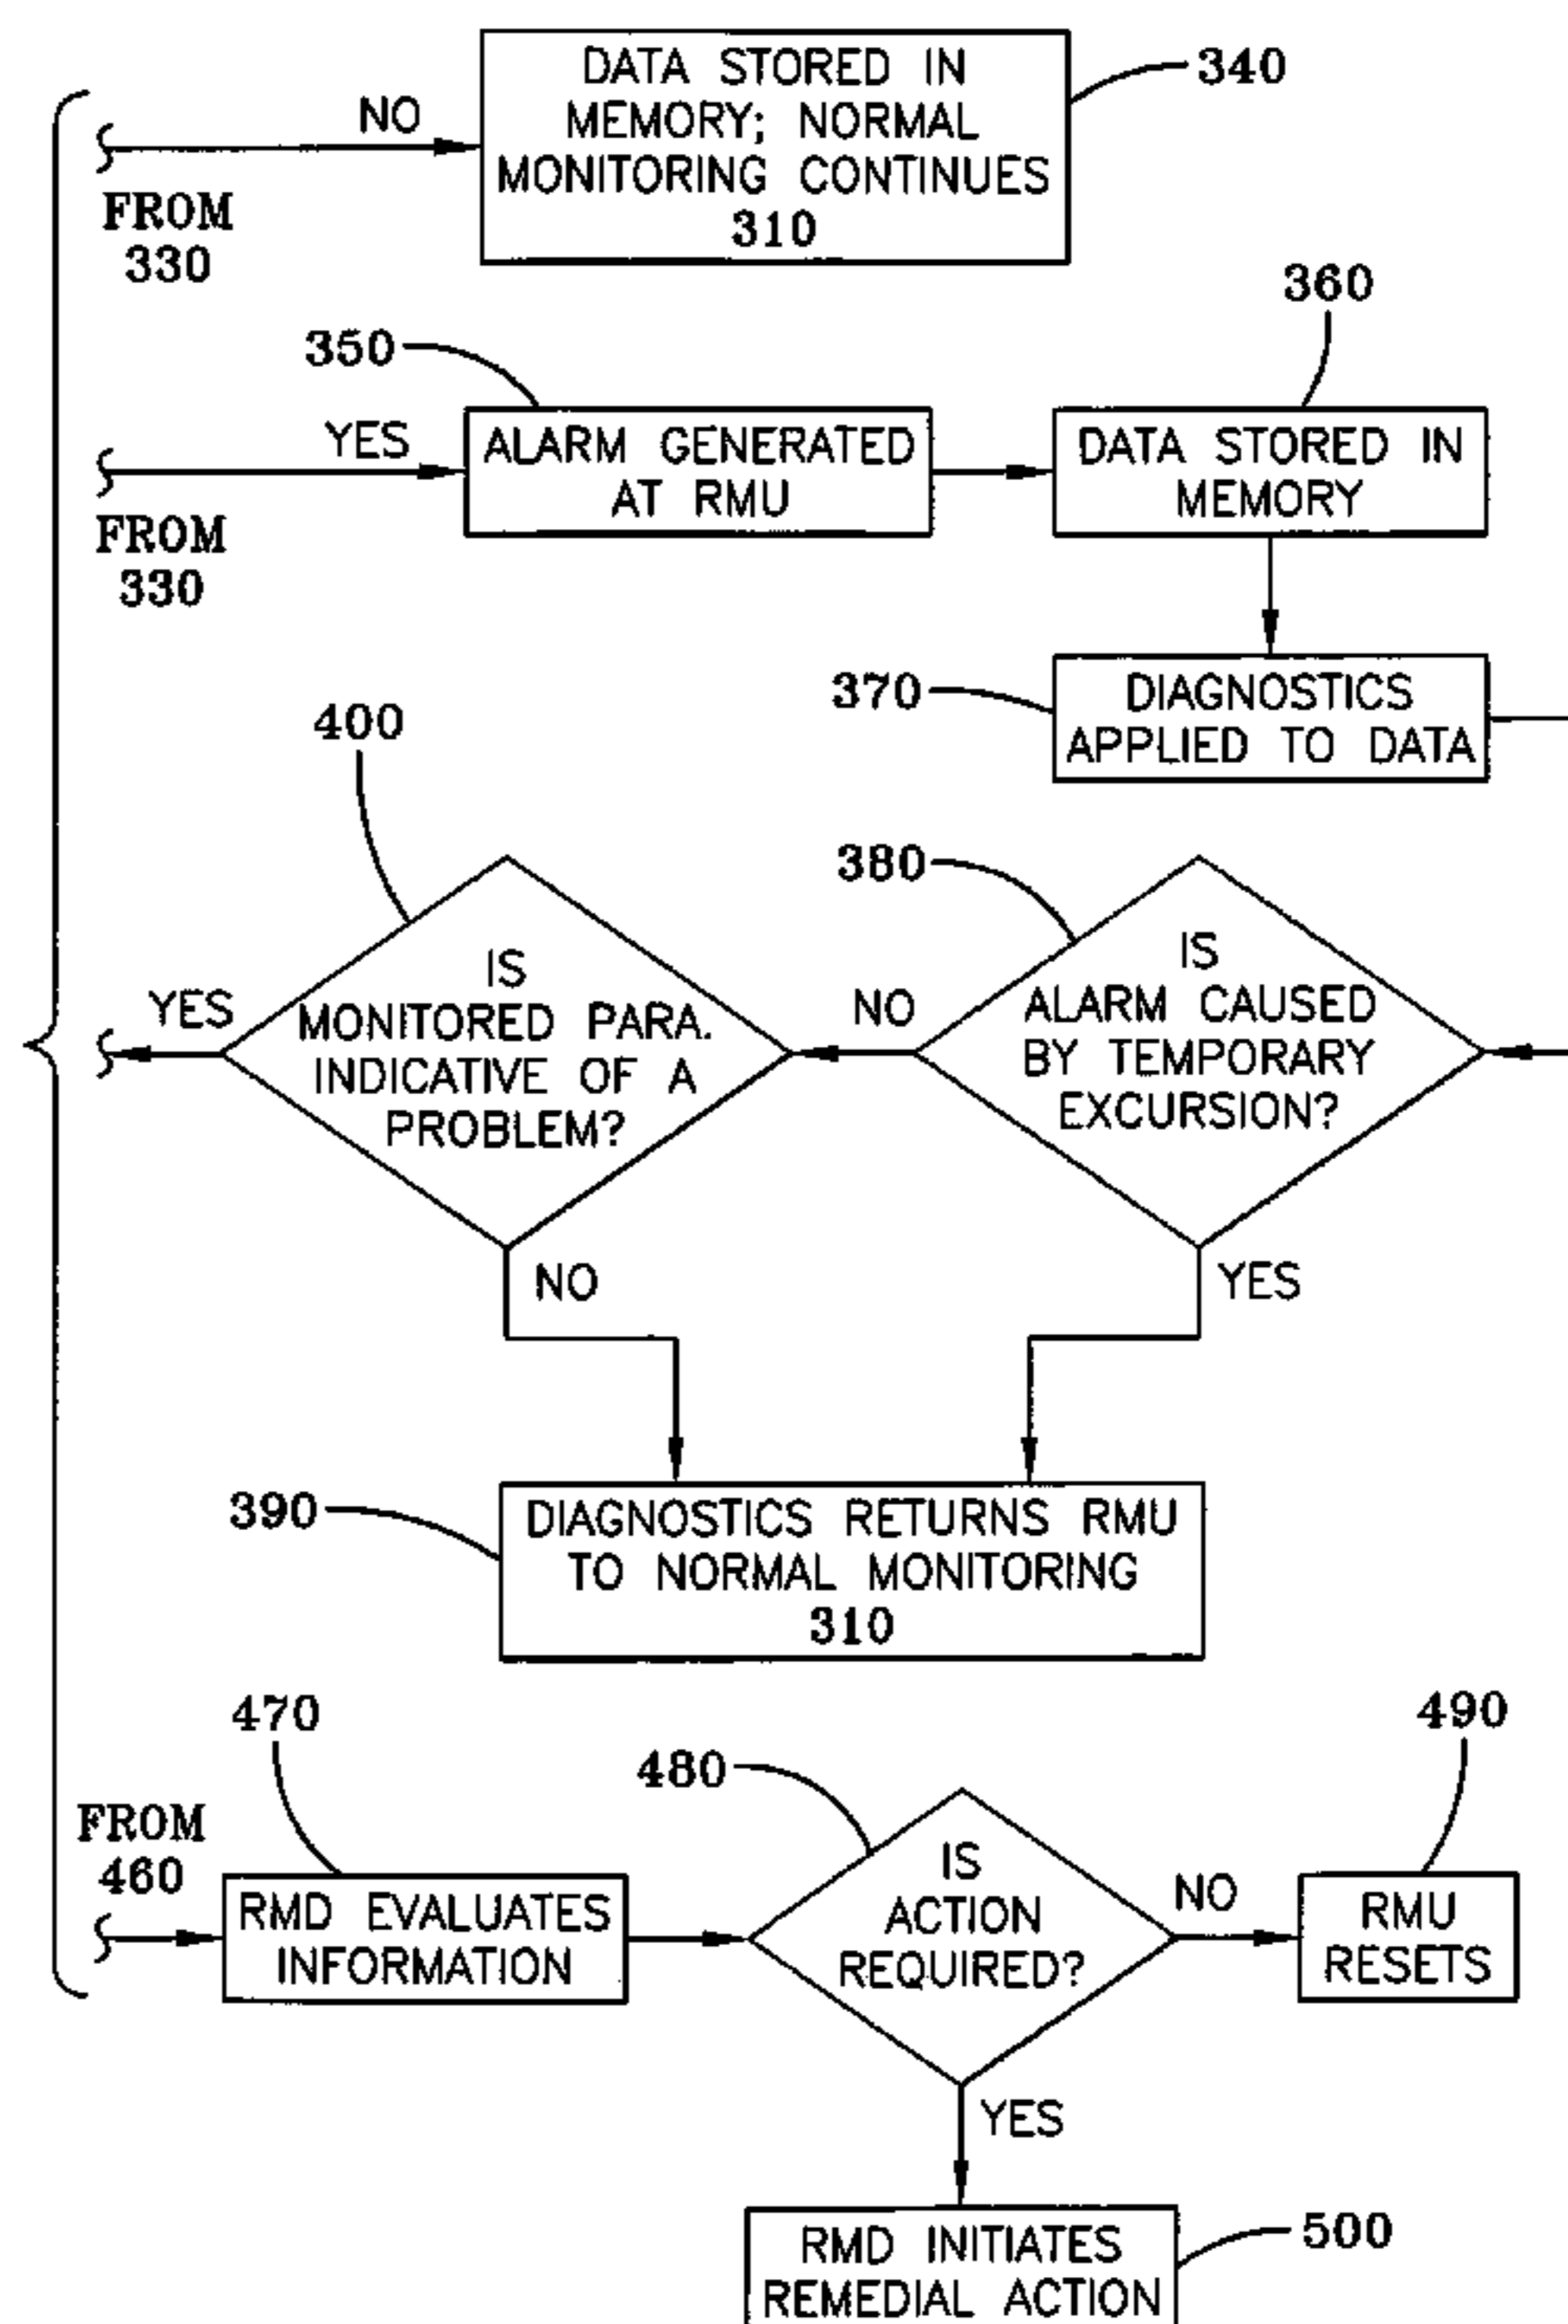 DATA STORED IN
MEMORY; NORMAL
MONITORING CONTINUES
310
340
NO
FROM
330
350
360
YES
ALARM GENERATED
AT RMU
DATA STORED IN
MEMORY
FROM
330
370
DIAGNOSTICS
APPLIED TO DATA
400
380
IS
MONITORED PARA.
INDICATIVE OF A
PROBLEM?
YES
NO
IS
ALARM CAUSED
BY TEMPORARY
EXCURSION?
NO
YES
390
DIAGNOSTICS RETURNS RMU
TO NORMAL MONITORING
310
470
480
490
FROM
460
RMD EVALUATES
INFORMATION
IS
ACTION
REQUIRED?
NO
RMU
RESETS
YES
RMD INITIATES
REMEDIAL ACTION
500